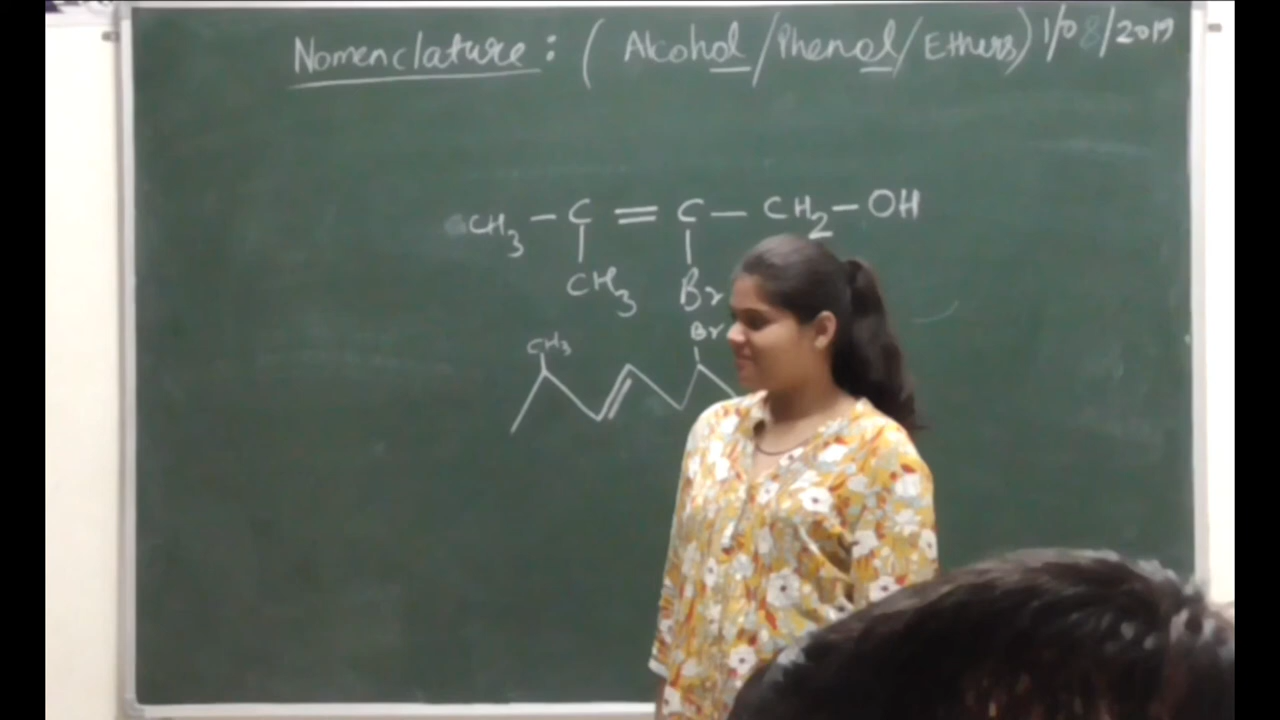 Nomenclature : ( Alcohol / Phenol / Ethers) 1/08/2019
CH3 – C = C – CH2 – OH
CH3 Br
Br
CH3